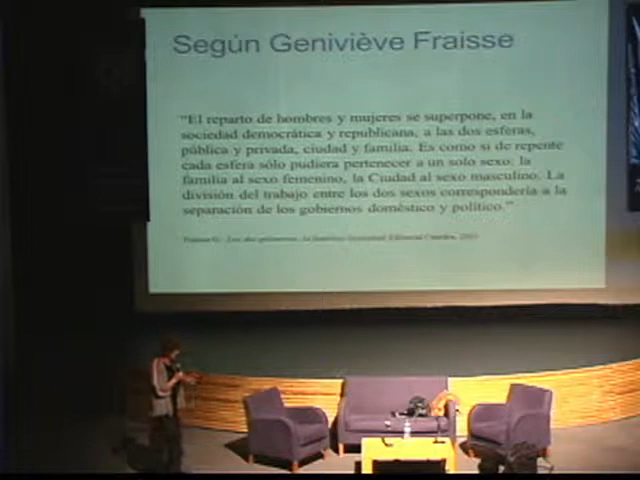 Según Geniviève Fraisse
"El reparto de hombres y mujeres se superpone, en la
sociedad democrática y republicana, a las dos esferas,
pública y privada, ciudad y familia. Es como si de repente
cada esfera sólo pudiera pertenecer a un solo sexo: la
familia al sexo femenino, la Ciudad al sexo masculino. La
división del trabajo entre los dos sexos correspondería a la
separación de los gobiernos doméstico y político."